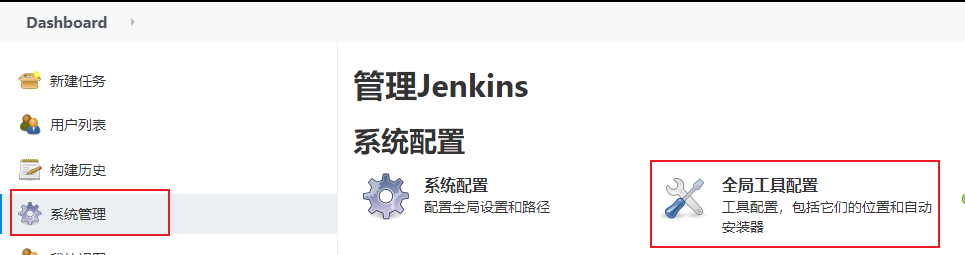 Dashboard
新建任务
用户列表
构建历史
系统管理
管理Jenkins
系统配置
系统配置
配置全局设置和路径
全局工具配置
工具配置，包括它们的位置和自动
安装器